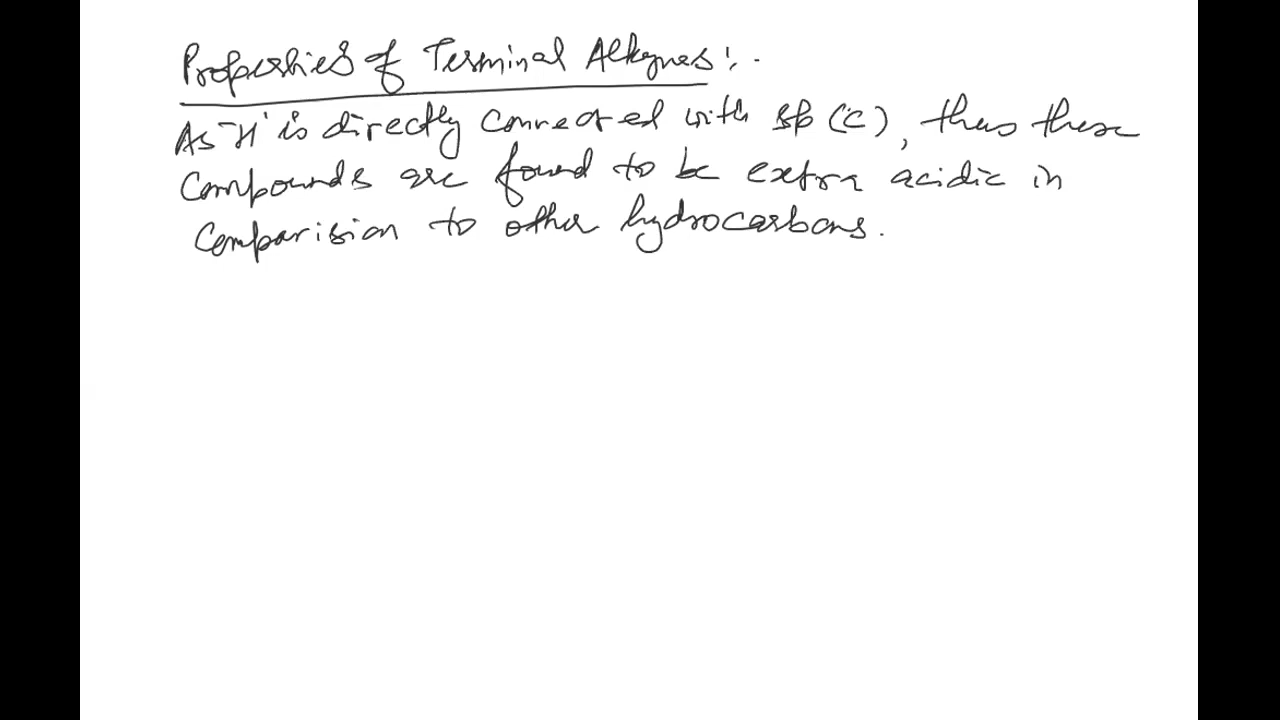 Properties of Terminal Alkynes :-
As 'H' is directly connected with sp (C), thus these
compounds are found to be extra acidic in
comparision to other hydrocarbons.